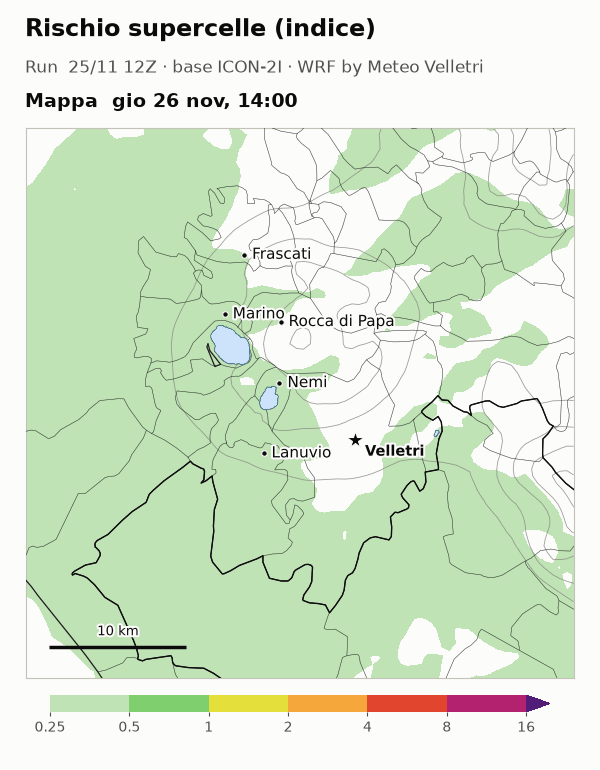 Rischio supercelle (indice)
Run  25/11 12Z · base ICON-2I · WRF by Meteo Velletri
Mappa  gio 26 nov, 14:00
Frascati
Marino
Rocca di Papa
Nemi
Velletri
Lanuvio
10 km
0.25 0.5 1 2 4 8 16